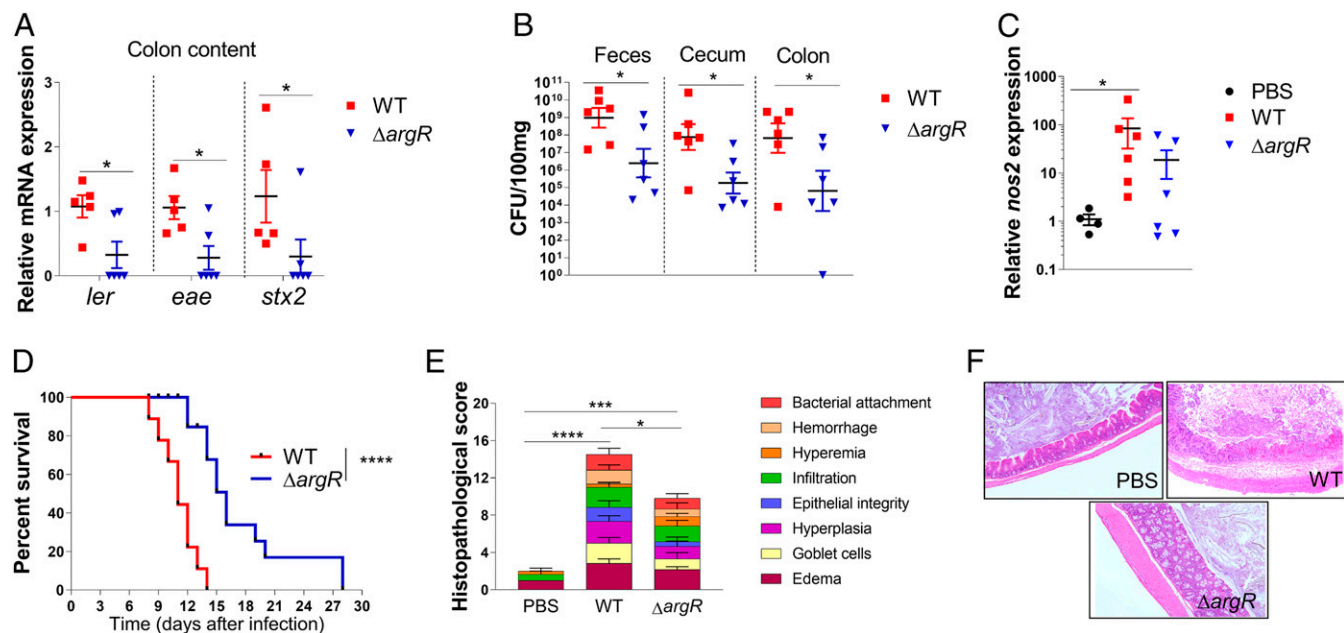 A
Colon content
Relative mRNA expression
3
2
1
0
*
*
*
WT
ΔargR
ler eae stx2
B
Feces Cecum Colon
CFU/100mg
10¹¹
10¹⁰
10⁹
10⁸
10⁷
10⁶
10⁵
10⁴
10³
10²
10¹
10⁰
*
*
*
WT
ΔargR
C
Relative nos2 expression
1000
100
10
1
0.1
*
PBS
WT
ΔargR
D
Percent survival
100
80
60
40
20
0
0 3 6 9 12 15 18 21 24 27 30
Time (days after infection)
WT
ΔargR
****
E
Histopathological score
20
16
12
8
4
0
***
****
*
PBS WT ΔargR
Bacterial attachment
Hemorrhage
Hyperemia
Infiltration
Epithelial integrity
Hyperplasia
Goblet cells
Edema
F
PBS
WT
ΔargR